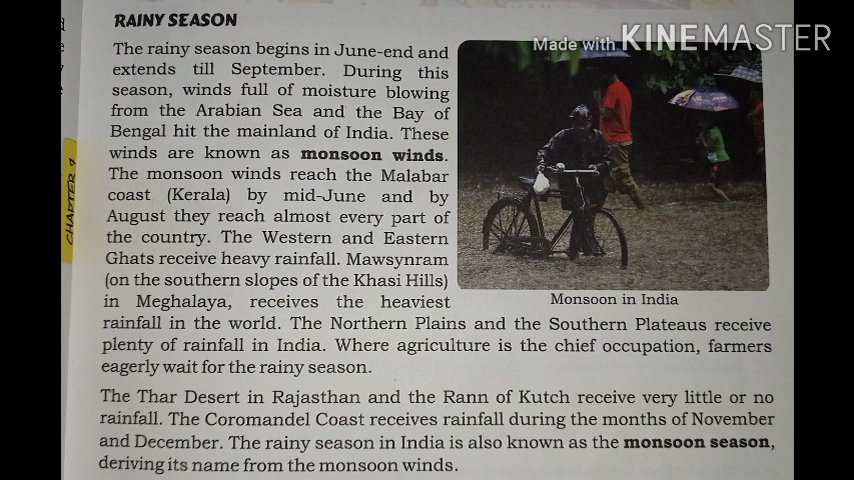 Made with KINEMASTER
RAINY SEASON
The rainy season begins in June-end and
extends till September. During this
season, winds full of moisture blowing
from the Arabian Sea and the Bay of
Bengal hit the mainland of India. These
winds are known as monsoon winds.
The monsoon winds reach the Malabar
coast (Kerala) by mid-June and by
August they reach almost every part of
the country. The Western and Eastern
Ghats receive heavy rainfall. Mawsynram
(on the southern slopes of the Khasi Hills)
in Meghalaya, receives the heaviest
rainfall in the world. The Northern Plains and the Southern Plateaus receive
plenty of rainfall in India. Where agriculture is the chief occupation, farmers
eagerly wait for the rainy season.
Monsoon in India
The Thar Desert in Rajasthan and the Rann of Kutch receive very little or no
rainfall. The Coromandel Coast receives rainfall during the months of November
and December. The rainy season in India is also known as the monsoon season,
deriving its name from the monsoon winds.
CHAPTER 9